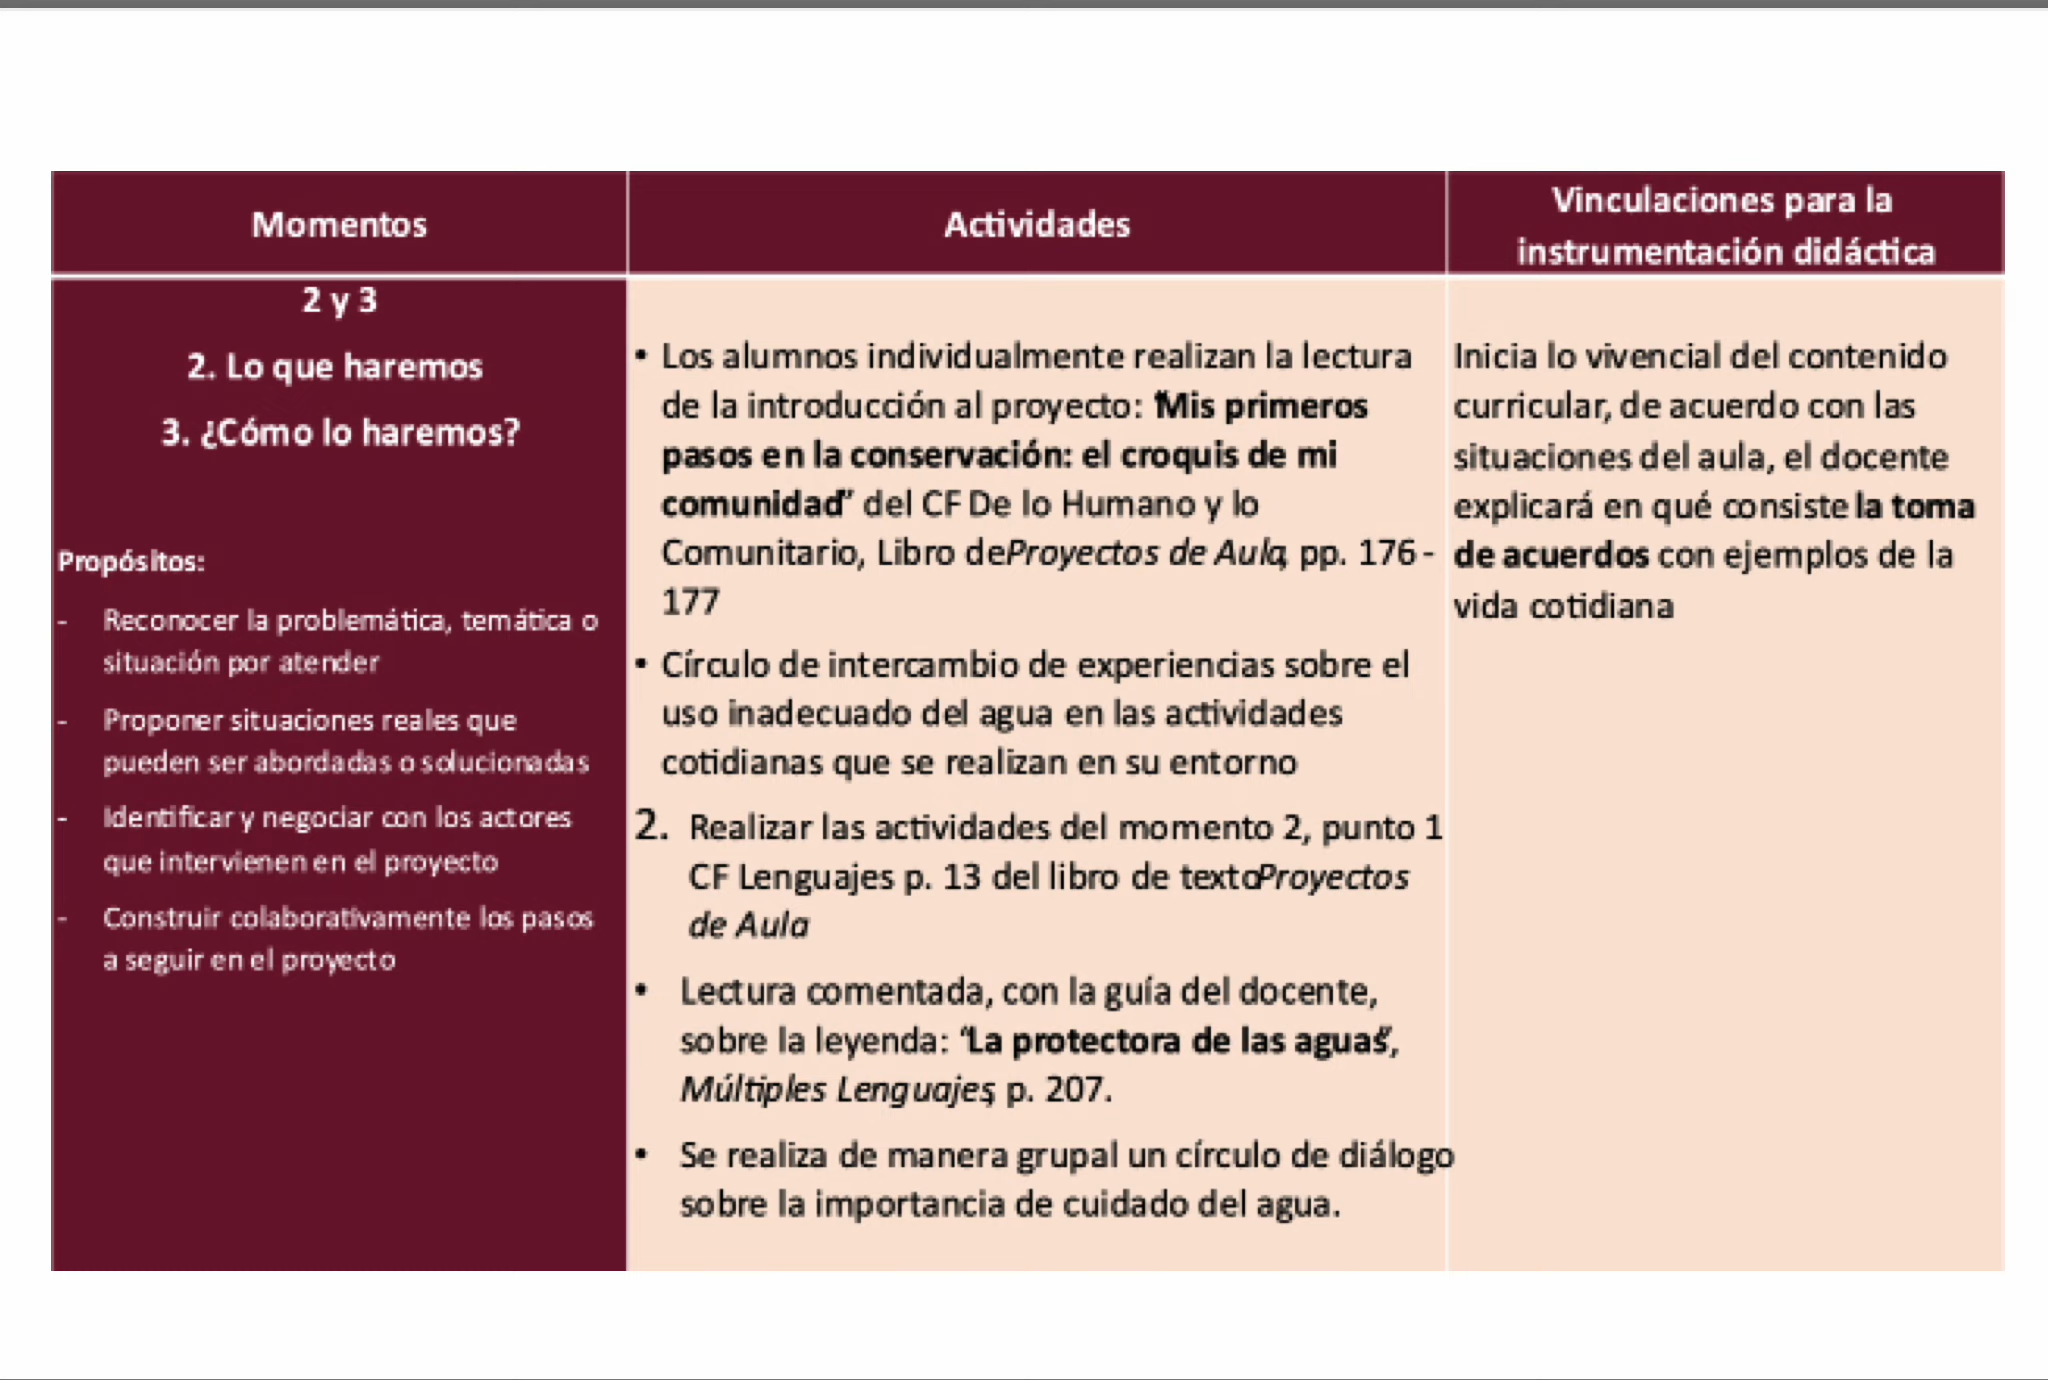 Momentos
Actividades
Vinculaciones para la
instrumentación didáctica
2 y 3
2. Lo que haremos
3. ¿Cómo lo haremos?
Propósitos:
- Reconocer la problemática, temática o
situación por atender
- Proponer situaciones reales que
pueden ser abordadas o solucionadas
- Identificar y negociar con los actores
que intervienen en el proyecto
- Construir colaborativamente los pasos
a seguir en el proyecto
• Los alumnos individualmente realizan la lectura
de la introducción al proyecto: "Mis primeros
pasos en la conservación: el croquis de mi
comunidad" del CF De lo Humano y lo
Comunitario, Libro de Proyectos de Aula, pp. 176-
177
• Círculo de intercambio de experiencias sobre el
uso inadecuado del agua en las actividades
cotidianas que se realizan en su entorno
2. Realizar las actividades del momento 2, punto 1
CF Lenguajes p. 13 del libro de texto Proyectos
de Aula
• Lectura comentada, con la guía del docente,
sobre la leyenda: "La protectora de las aguas",
Múltiples Lenguajes, p. 207.
• Se realiza de manera grupal un círculo de diálogo
sobre la importancia de cuidado del agua.
Inicia lo vivencial del contenido
curricular, de acuerdo con las
situaciones del aula, el docente
explicará en qué consiste la toma
de acuerdos con ejemplos de la
vida cotidiana